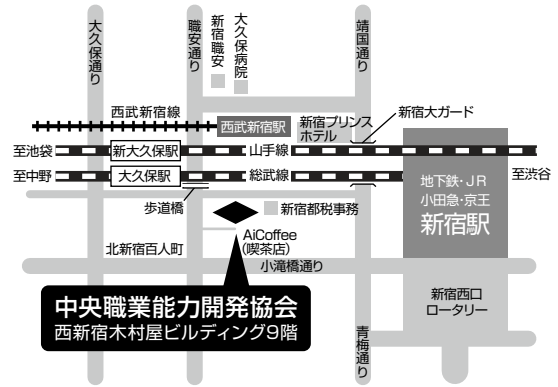 大久保通り
職安通り
新宿職安
大久保病院
靖国通り
西武新宿線
西武新宿駅
新宿プリンス
ホテル
新宿大ガード
至池袋
新大久保駅
山手線
至中野
大久保駅
総武線
至渋谷
地下鉄・JR
小田急・京王
新宿駅
歩道橋
新宿都税事務
AiCoffee
(喫茶店)
北新宿百人町
小滝橋通り
中央職業能力開発協会
西新宿木村屋ビルディング9階
新宿西口
ロータリー
青梅通り